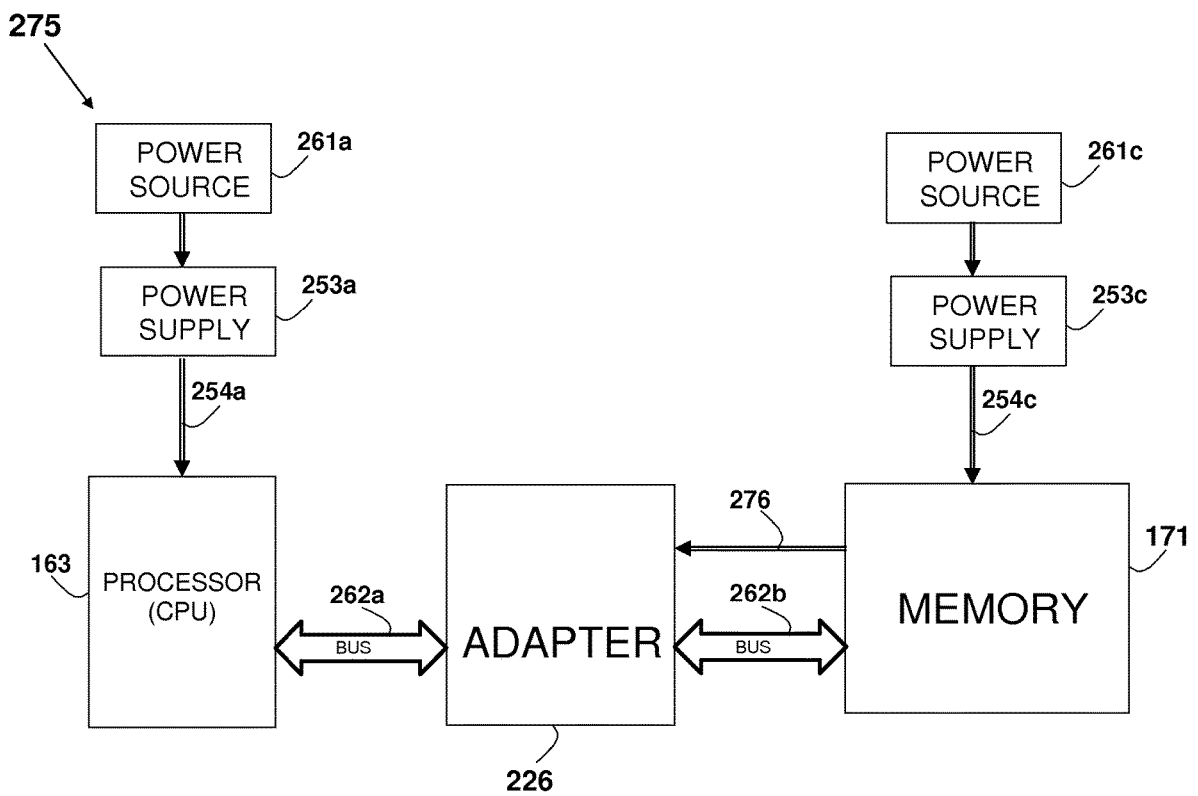 275
POWER
SOURCE
261a
POWER
SOURCE
261c
POWER
SUPPLY
253a
POWER
SUPPLY
253c
254a
254c
163
PROCESSOR
(CPU)
262a
BUS
ADAPTER
226
276
262b
BUS
MEMORY
171